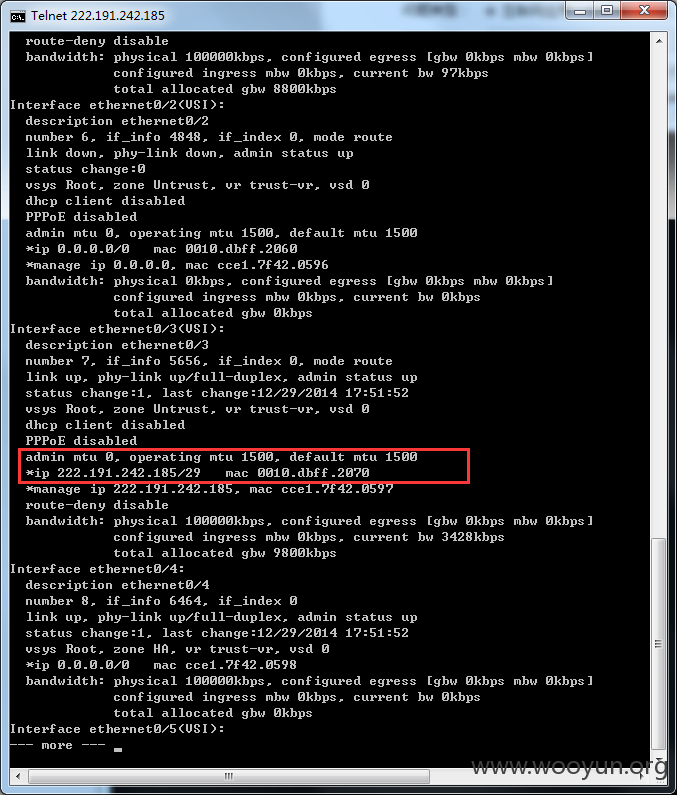 Telnet 222.191.242.185
route-deny disable
bandwidth: physical 100000kbps, configured egress [gbw 0kbps mbw 0kbps]
configured ingress mbw 0kbps, current bw 97kbps
total allocated gbw 8800kbps
Interface ethernet0/2(VSI):
description ethernet0/2
number 6, if_info 4848, if_index 0, mode route
link down, phy-link down, admin status up
status change:0
vsys Root, zone Untrust, vr trust-vr, vsd 0
dhcp client disabled
PPPoE disabled
admin mtu 0, operating mtu 1500, default mtu 1500
*ip 0.0.0.0/0   mac 0010.dbff.2060
*manage ip 0.0.0.0, mac cce1.7f42.0596
bandwidth: physical 0kbps, configured egress [gbw 0kbps mbw 0kbps]
configured ingress mbw 0kbps, current bw 0kbps
total allocated gbw 0kbps
Interface ethernet0/3(VSI):
description ethernet0/3
number 7, if_info 5656, if_index 0, mode route
link up, phy-link up/full-duplex, admin status up
status change:1, last change:12/29/2014 17:51:52
vsys Root, zone Untrust, vr trust-vr, vsd 0
dhcp client disabled
PPPoE disabled
admin mtu 0, operating mtu 1500, default mtu 1500
*ip 222.191.242.185/29   mac 0010.dbff.2070
*manage ip 222.191.242.185, mac cce1.7f42.0597
route-deny disable
bandwidth: physical 100000kbps, configured egress [gbw 0kbps mbw 0kbps]
configured ingress mbw 0kbps, current bw 3428kbps
total allocated gbw 9800kbps
Interface ethernet0/4:
description ethernet0/4
number 8, if_info 6464, if_index 0
link up, phy-link up/full-duplex, admin status up
status change:1, last change:12/29/2014 17:51:52
vsys Root, zone HA, vr trust-vr, vsd 0
*ip 0.0.0.0/0   mac cce1.7f42.0598
bandwidth: physical 100000kbps, configured egress [gbw 0kbps mbw 0kbps]
configured ingress mbw 0kbps, current bw 0kbps
total allocated gbw 0kbps
Interface ethernet0/5(VSI):
--- more ---
www.wooyun.org